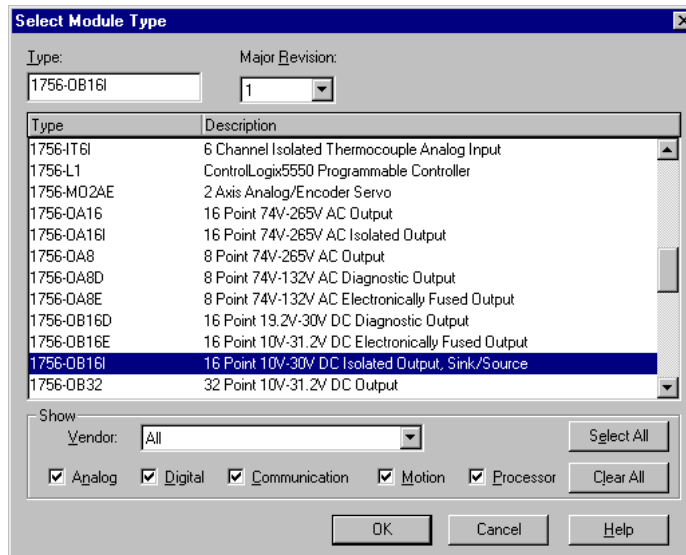 Select Module Type
Type: Major Revision:
1756-OB16I 1
Type Description
1756-IT6I 6 Channel Isolated Thermocouple Analog Input
1756-L1 ControlLogix5550 Programmable Controller
1756-MO2AE 2 Axis Analog/Encoder Servo
1756-OA16 16 Point 74V-265V AC Output
1756-OA16I 16 Point 74V-265V AC Isolated Output
1756-OA8 8 Point 74V-265V AC Output
1756-OA8D 8 Point 74V-132V AC Diagnostic Output
1756-OA8E 8 Point 74V-132V AC Electronically Fused Output
1756-OB16D 16 Point 19.2V-30V DC Diagnostic Output
1756-OB16E 16 Point 10V-31.2V DC Electronically Fused Output
1756-OB16I 16 Point 10V-30V DC Isolated Output, Sink/Source
1756-OB32 32 Point 10V-31.2V DC Output
Show
Vendor: All Select All
Analog Digital Communication Motion Processor Clear All
OK Cancel Help